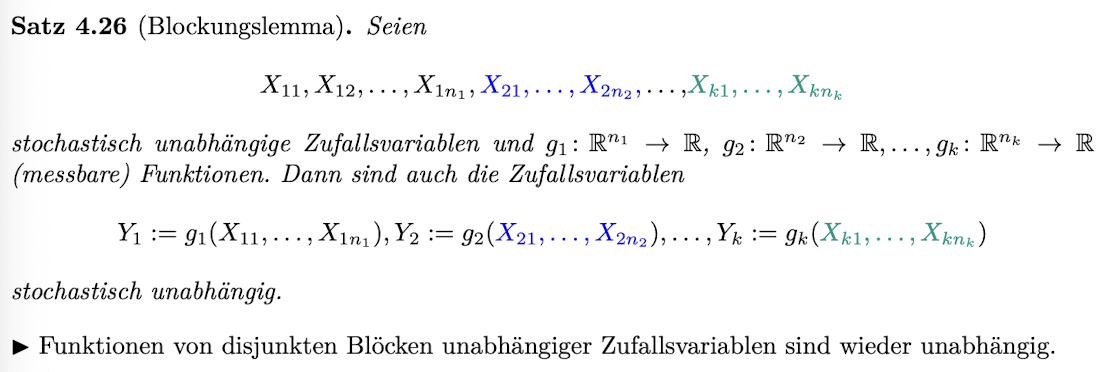 Satz 4.26 (Blockungslemma). Seien
X₁₁, X₁₂, . . . , X₁ₙ₁, X₂₁, . . . , X₂ₙ₂, . . . ,Xₖ₁, . . . , Xₖₙₖ
stochastisch unabhängige Zufallsvariablen und g₁: ℝⁿ¹ → ℝ, g₂: ℝⁿ² → ℝ, . . . , gₖ: ℝⁿᵏ → ℝ
(messbare) Funktionen. Dann sind auch die Zufallsvariablen
Y₁ := g₁(X₁₁, . . . , X₁ₙ₁), Y₂ := g₂(X₂₁, . . . , X₂ₙ₂), . . . , Yₖ := gₖ(Xₖ₁, . . . , Xₖₙₖ)
stochastisch unabhängig.
► Funktionen von disjunkten Blöcken unabhängiger Zufallsvariablen sind wieder unabhängig.